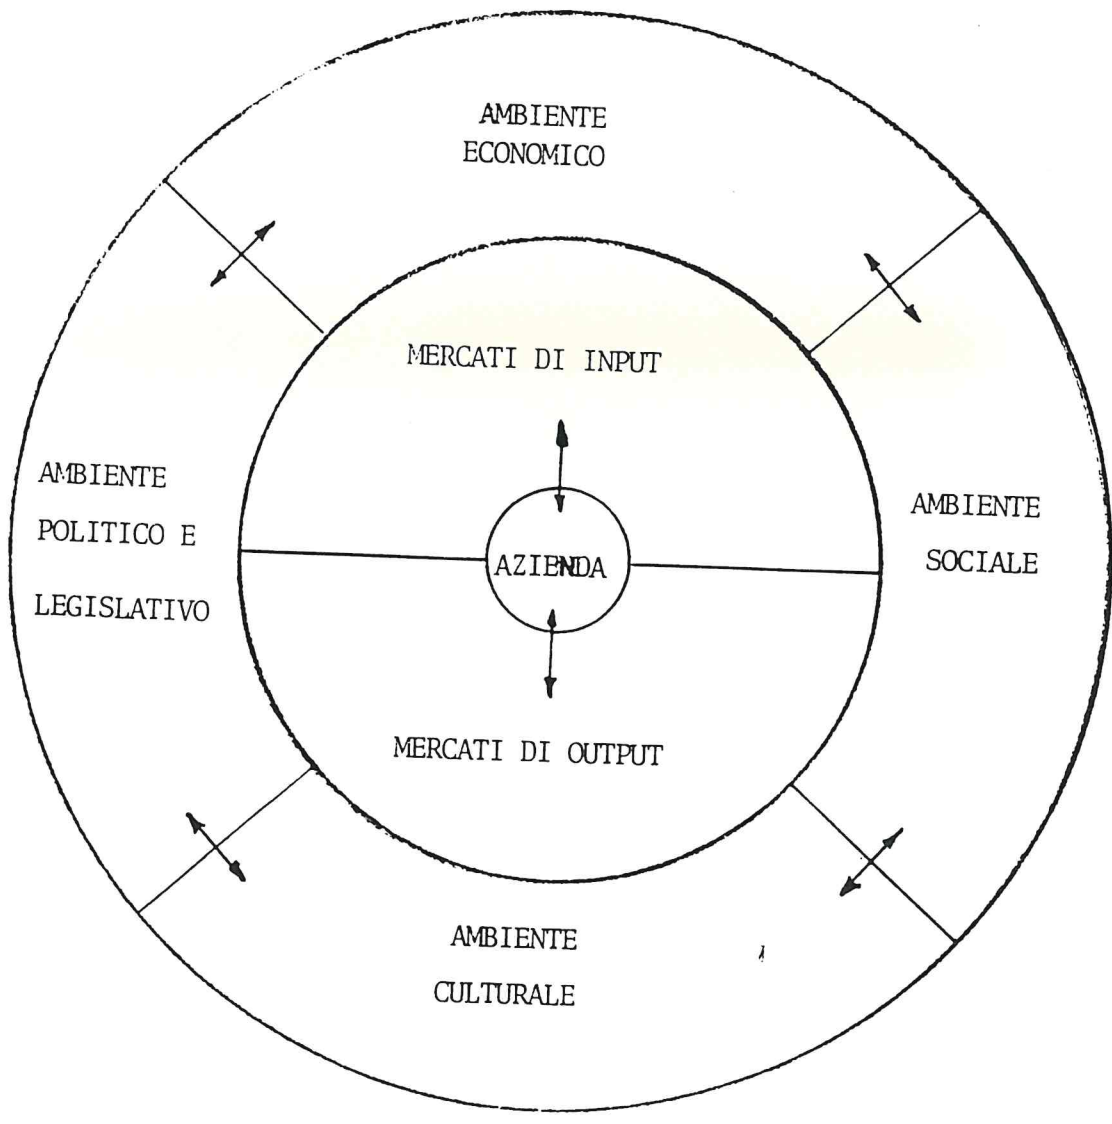 AMBIENTE
ECONOMICO
MERCATI DI INPUT
AMBIENTE
POLITICO E
LEGISLATIVO
AZIENDA
AMBIENTE
SOCIALE
MERCATI DI OUTPUT
AMBIENTE
CULTURALE